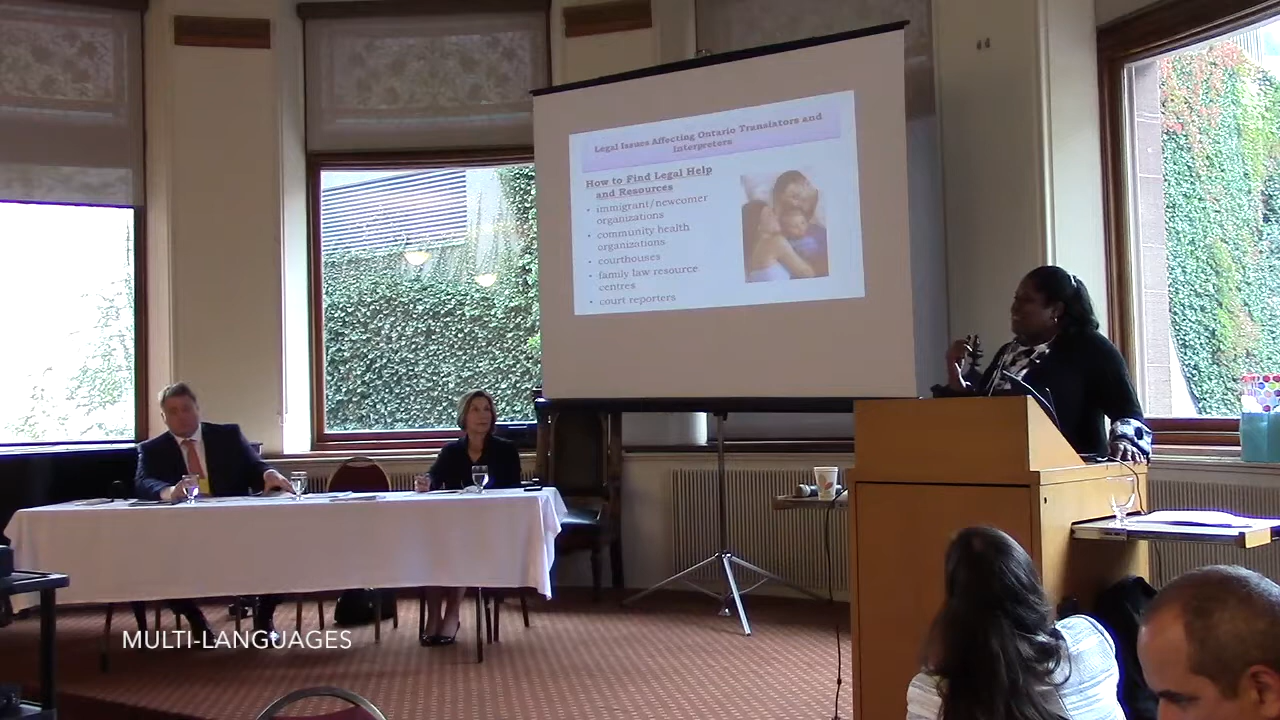 Legal Issues Affecting Ontario Translators and
Interpreters
How to Find Legal Help
and Resources
• immigrant/newcomer
organizations
• community health
organizations
• courthouses
• family law resource
centres
• court reporters
MULTI-LANGUAGES